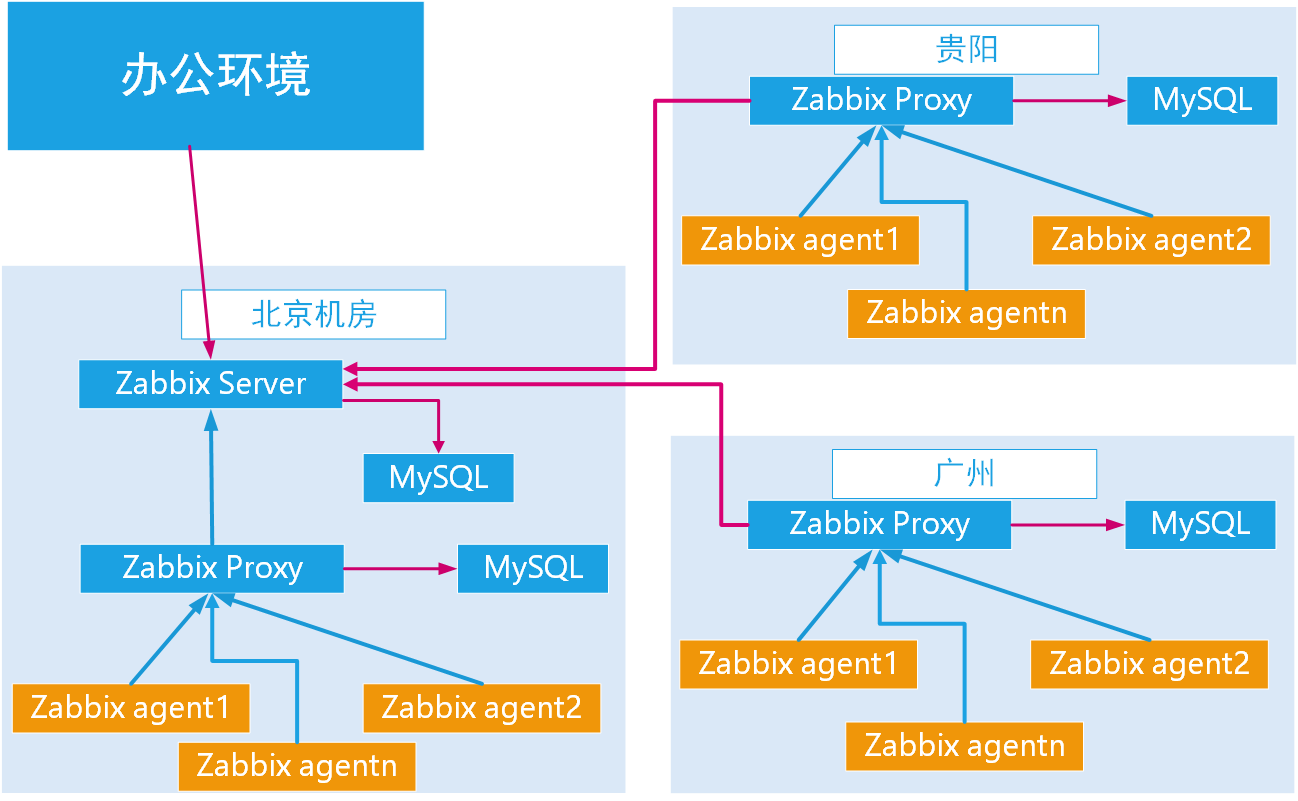 办公环境
北京机房
Zabbix Server
MySQL
Zabbix Proxy
MySQL
Zabbix agent1
Zabbix agent2
Zabbix agentn
贵阳
Zabbix Proxy
MySQL
Zabbix agent1
Zabbix agent2
Zabbix agentn
广州
Zabbix Proxy
MySQL
Zabbix agent1
Zabbix agent2
Zabbix agentn